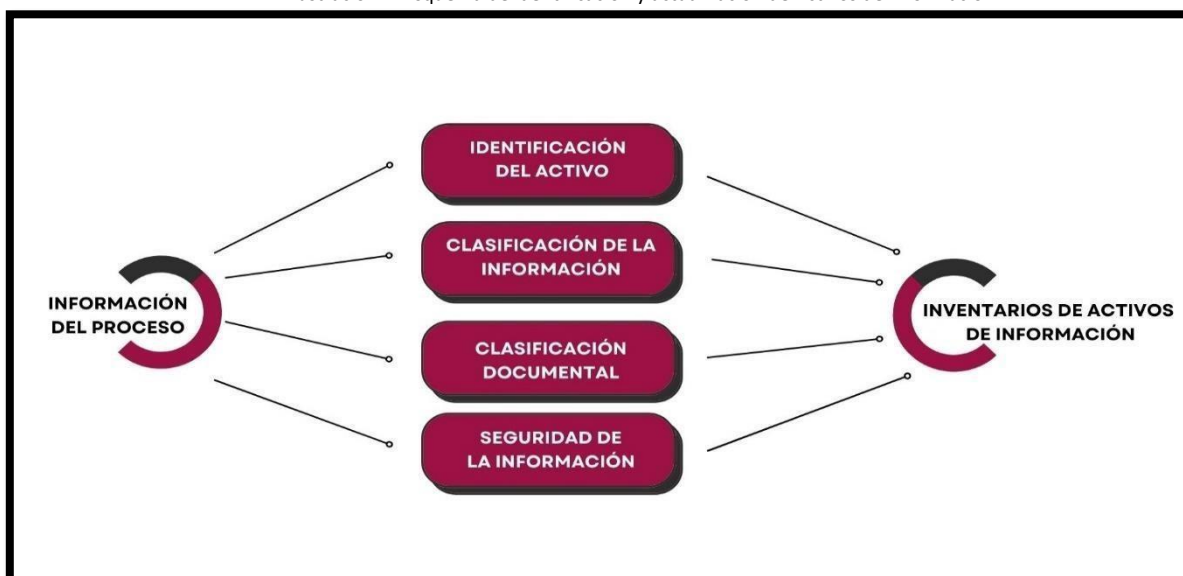 INFORMACIÓN
DEL PROCESO
IDENTIFICACIÓN
DEL ACTIVO
CLASIFICACIÓN DE LA
INFORMACIÓN
CLASIFICACIÓN
DOCUMENTAL
SEGURIDAD DE
LA INFORMACIÓN
INVENTARIOS DE ACTIVOS
DE INFORMACIÓN